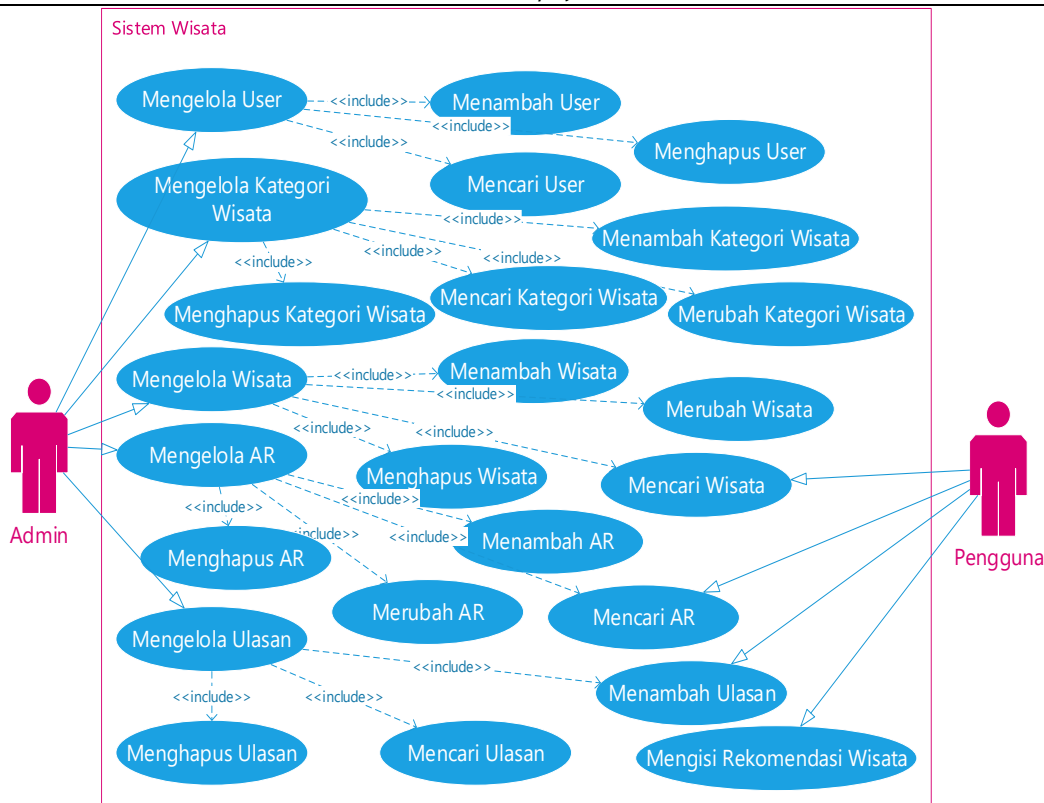 Sistem Wisata
Mengelola User
<<include>>
Menambah User
<<include>>
Menghapus User
<<include>>
Mencari User
Mengelola Kategori
Wisata
<<include>>
Menambah Kategori Wisata
<<include>>
<<include>>
<<include>>
Menghapus Kategori Wisata
Mencari Kategori Wisata
Merubah Kategori Wisata
Mengelola Wisata
<<include>>
Menambah Wisata
<<include>>
Merubah Wisata
<<include>>
<<include>>
Mengelola AR
Menghapus Wisata
Mencari Wisata
<<include>>
<<include>>
<<include>>
<<include>>
Menambah AR
Menghapus AR
Merubah AR
Mencari AR
Admin
Pengguna
Mengelola Ulasan
<<include>>
Menambah Ulasan
<<include>>
<<include>>
Menghapus Ulasan
Mencari Ulasan
Mengisi Rekomendasi Wisata